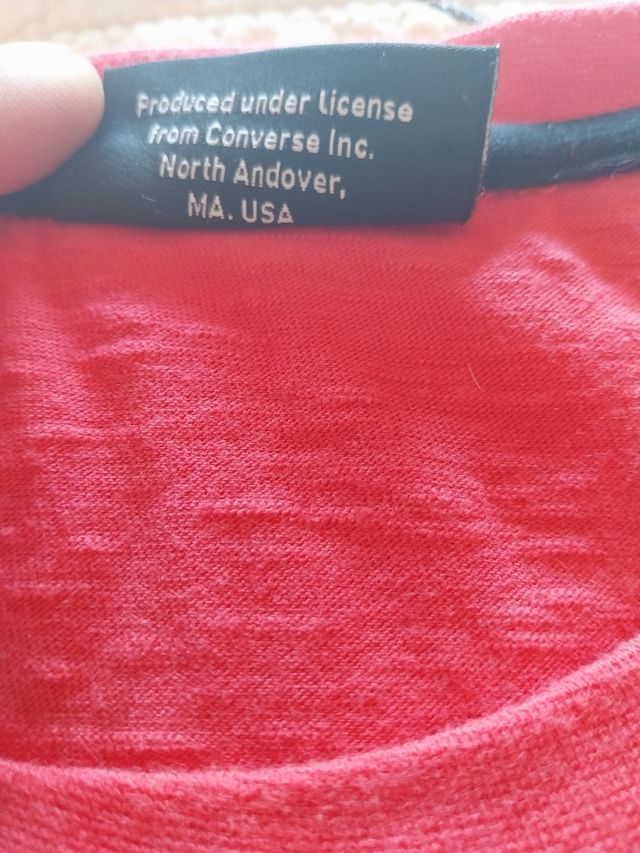 Produced under license
from Converse Inc.
North Andover,
MA. USA